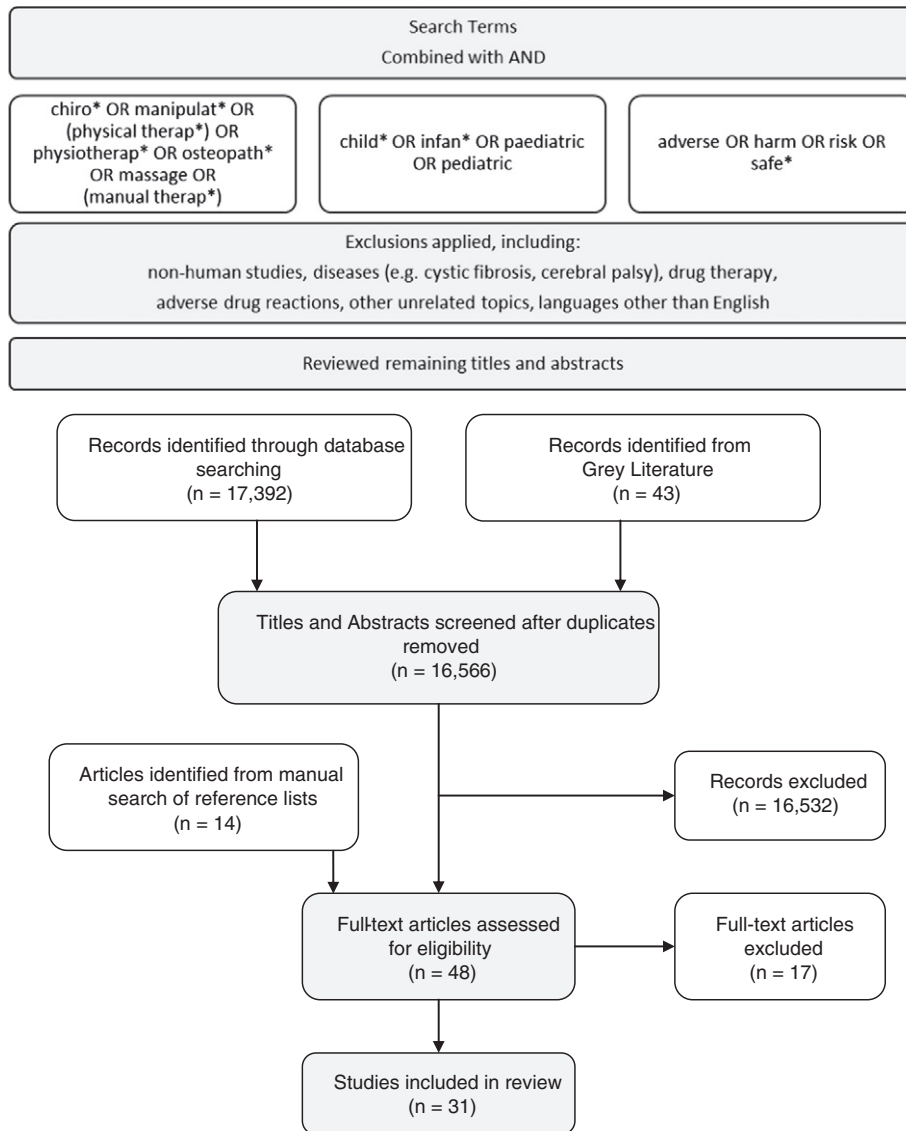 Search Terms
Combined with AND
chiro* OR manipulat* OR
(physical therap*) OR
physiotherap* OR osteopath*
OR massage OR
(manual therap*)
child* OR infan* OR paediatric
OR pediatric
adverse OR harm OR risk OR
safe*
Exclusions applied, including:
non-human studies, diseases (e.g. cystic fibrosis, cerebral palsy), drug therapy,
adverse drug reactions, other unrelated topics, languages other than English
Reviewed remaining titles and abstracts
Records identified through database
searching
(n = 17,392)
Records identified from
Grey Literature
(n = 43)
Titles and Abstracts screened after duplicates
removed
(n = 16,566)
Articles identified from manual
search of reference lists
(n = 14)
Records excluded
(n = 16,532)
Full-text articles assessed
for eligibility
(n = 48)
Full-text articles
excluded
(n = 17)
Studies included in review
(n = 31)